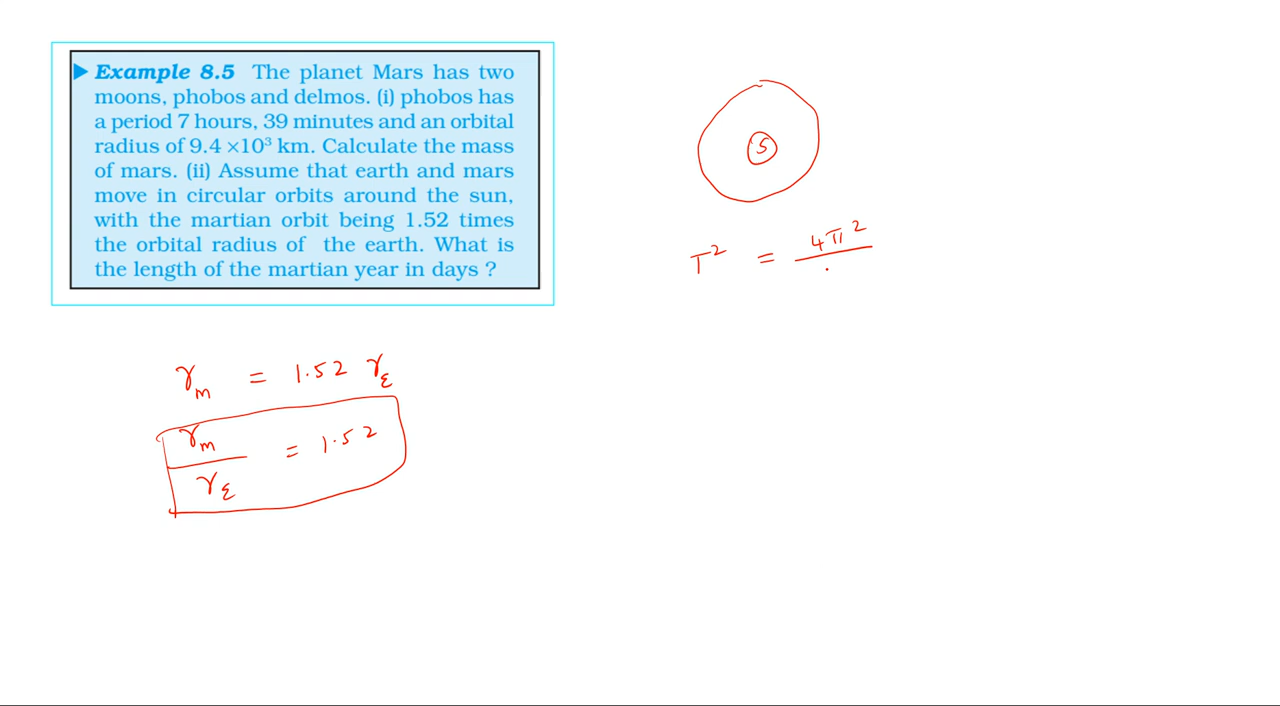 ▶ Example 8.5 The planet Mars has two
moons, phobos and delmos. (i) phobos has
a period 7 hours, 39 minutes and an orbital
radius of 9.4 ×10³ km. Calculate the mass
of mars. (ii) Assume that earth and mars
move in circular orbits around the sun,
with the martian orbit being 1.52 times
the orbital radius of the earth. What is
the length of the martian year in days ?
r_m = 1.52 r_E
r_m / r_E = 1.52
S
T² = 4π² /